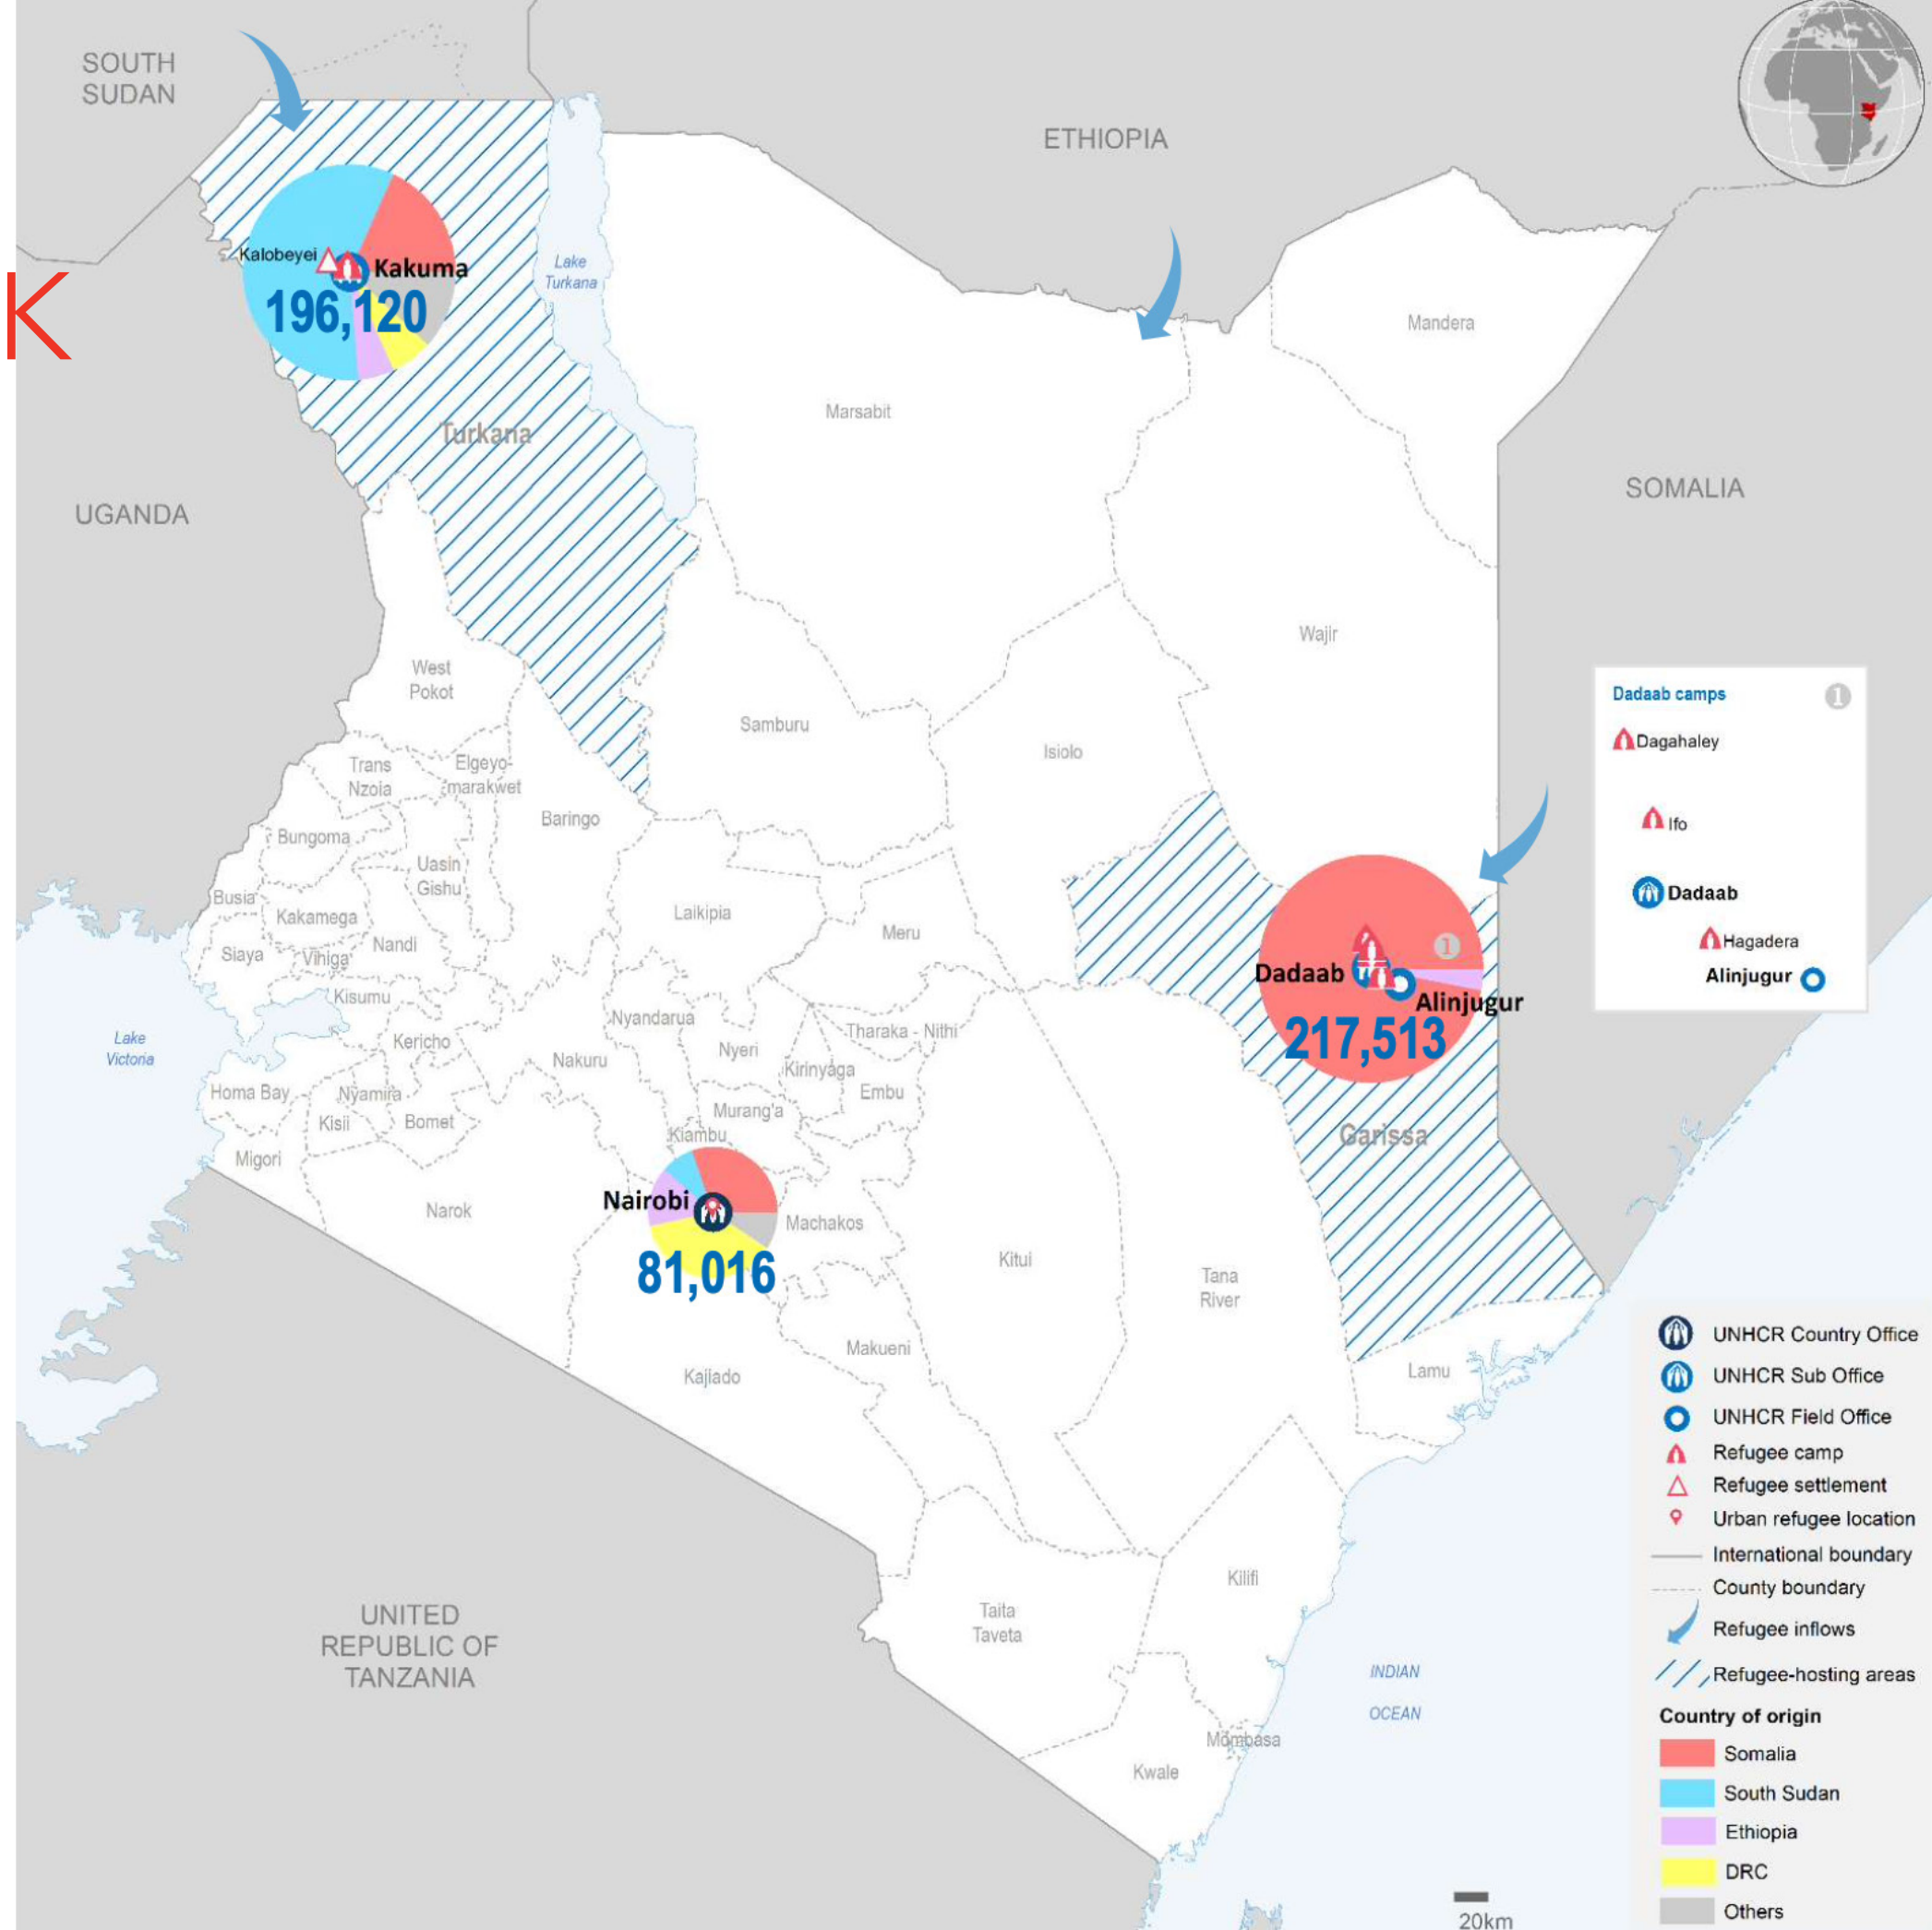 SOUTH
SUDAN
ETHIOPIA
K
Kalobeyei
Kakuma
196,120
Lake
Turkana
Mandera
Marsabit
Turkana
SOMALIA
UGANDA
Wajir
West
Pokot
Samburu
Isiolo
Dadaab camps
1
Dagahaley
Ifo
Dadaab
Hagadera
Alinjugur
Trans
Nzoia
Elgeyo-
marakwet
Baringo
Bungoma
Uasin
Gishu
Busia
Kakamega
Laikipia
Meru
Siaya
Vihiga
Nandi
1
Dadaab
Alinjugur
217,513
Kisumu
Lake
Victoria
Kericho
Nyandarua
Tharaka - Nithi
Nakuru
Nyeri
Kirinyaga
Homa Bay
Nyamira
Embu
Kisii
Bomet
Murang'a
Kiambu
Garissa
Migori
Nairobi
81,016
Narok
Machakos
Kitui
Tana
River
Makueni
Kajiado
Lamu
UNITED
REPUBLIC OF
TANZANIA
Taita
Taveta
Kilifi
INDIAN
OCEAN
Mombasa
Kwale
UNHCR Country Office
UNHCR Sub Office
UNHCR Field Office
Refugee camp
Refugee settlement
Urban refugee location
International boundary
County boundary
Refugee inflows
Refugee-hosting areas
Country of origin
Somalia
South Sudan
Ethiopia
DRC
Others
20km